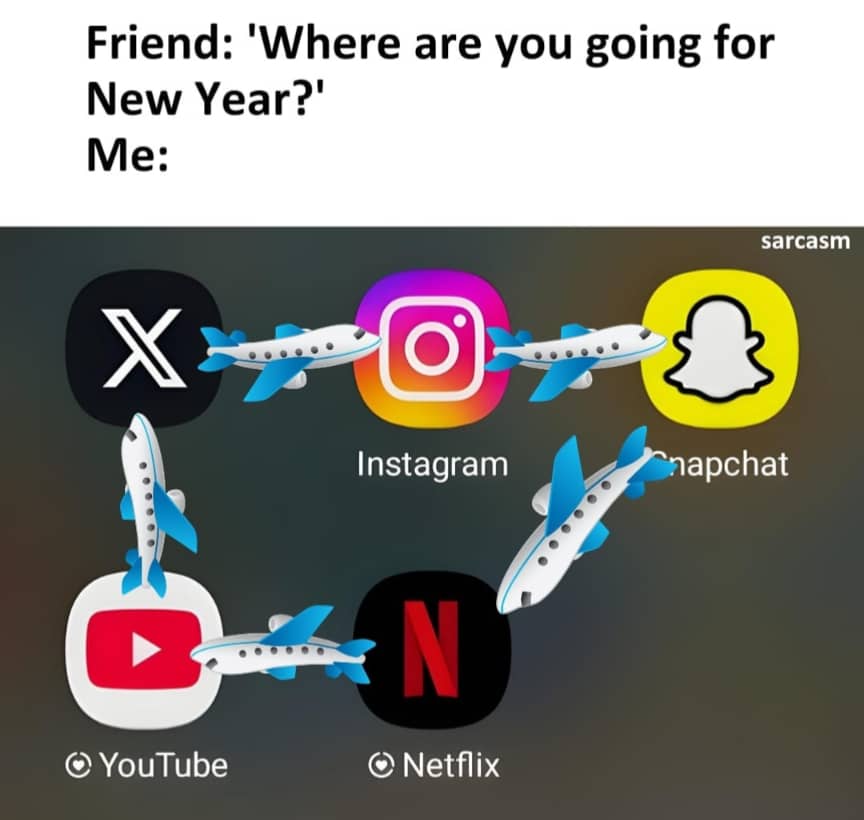 Friend: 'Where are you going for
New Year?'
Me:
sarcasm
X
Instagram
napchat
N
YouTube
Netflix